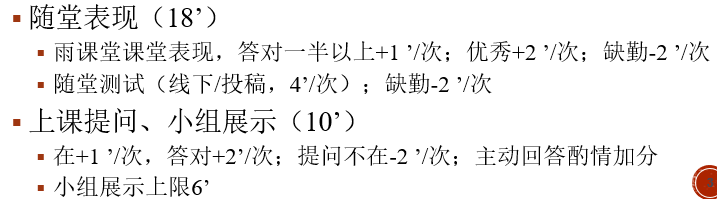 随堂表现（18’）
雨课堂课堂表现，答对一半以上+1 ’/次；优秀+2 ’/次；缺勤-2 ’/次
随堂测试（线下/投稿，4’/次）；缺勤-2 ’/次
上课提问、小组展示（10’）
在+1 ’/次，答对+2’/次；提问不在-2 ’/次；主动回答酌情加分
小组展示上限6’